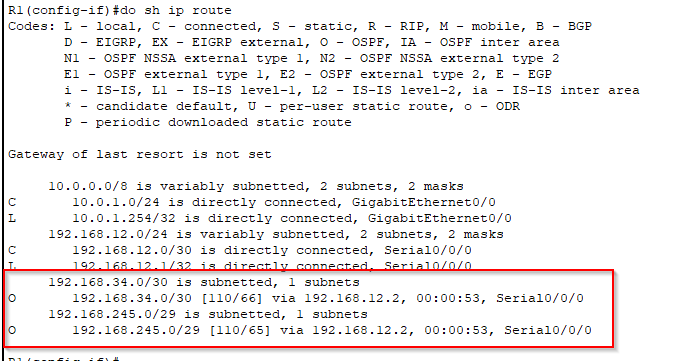 R1(config-if)#do sh ip route
Codes: L - local, C - connected, S - static, R - RIP, M - mobile, B - BGP
D - EIGRP, EX - EIGRP external, O - OSPF, IA - OSPF inter area
N1 - OSPF NSSA external type 1, N2 - OSPF NSSA external type 2
E1 - OSPF external type 1, E2 - OSPF external type 2, E - EGP
i - IS-IS, L1 - IS-IS level-1, L2 - IS-IS level-2, ia - IS-IS inter area
* - candidate default, U - per-user static route, o - ODR
P - periodic downloaded static route
Gateway of last resort is not set
10.0.0.0/8 is variably subnetted, 2 subnets, 2 masks
C 10.0.1.0/24 is directly connected, GigabitEthernet0/0
L 10.0.1.254/32 is directly connected, GigabitEthernet0/0
192.168.12.0/24 is variably subnetted, 2 subnets, 2 masks
C 192.168.12.0/30 is directly connected, Serial0/0/0
L 192.168.12.1/32 is directly connected, Serial0/0/0
192.168.34.0/30 is subnetted, 1 subnets
O 192.168.34.0/30 [110/66] via 192.168.12.2, 00:00:53, Serial0/0/0
192.168.245.0/29 is subnetted, 1 subnets
O 192.168.245.0/29 [110/65] via 192.168.12.2, 00:00:53, Serial0/0/0
R1(config-if)#